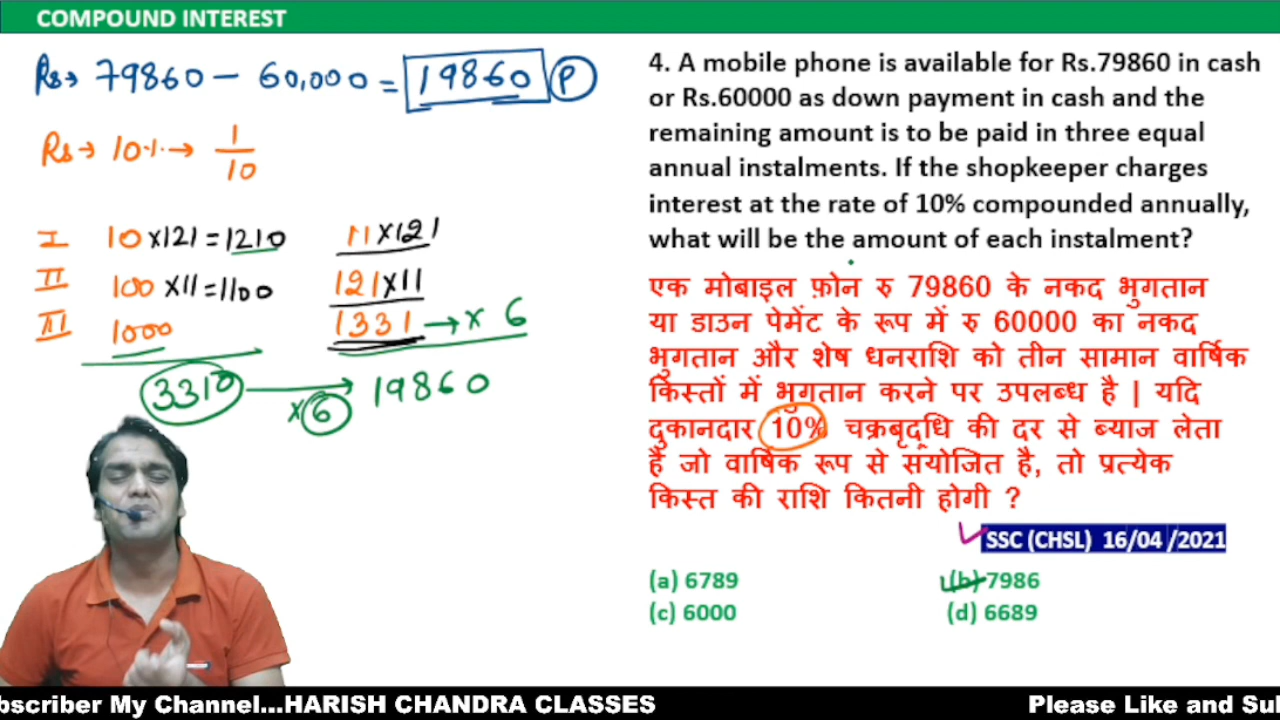 COMPOUND INTEREST
Rs→ 79860 – 60,000 = 19860 P
Rs→ 10·/·→ 1/10
I 10 ×121 = 1210 11×121
II 100 ×11 = 1100 121×11
III 1000 1331 → × 6
3310 ×6 → 19860
4. A mobile phone is available for Rs.79860 in cash
or Rs.60000 as down payment in cash and the
remaining amount is to be paid in three equal
annual instalments. If the shopkeeper charges
interest at the rate of 10% compounded annually,
what will be the amount of each instalment?
एक मोबाइल फ़ोन रु 79860 के नकद भुगतान
या डाउन पेमेंट के रूप में रु 60000 का नकद
भुगतान और शेष धनराशि को तीन सामान वार्षिक
किस्तों में भुगतान करने पर उपलब्ध है | यदि
दुकानदार 10% चक्रबृद्धि की दर से ब्याज लेता
है जो वार्षिक रूप से संयोजित है, तो प्रत्येक
किस्त की राशि कितनी होगी ?
SSC (CHSL) 16/04 /2021
(a) 6789 (b) 7986
(c) 6000 (d) 6689
bscriber My Channel...HARISH CHANDRA CLASSES Please Like and Sul